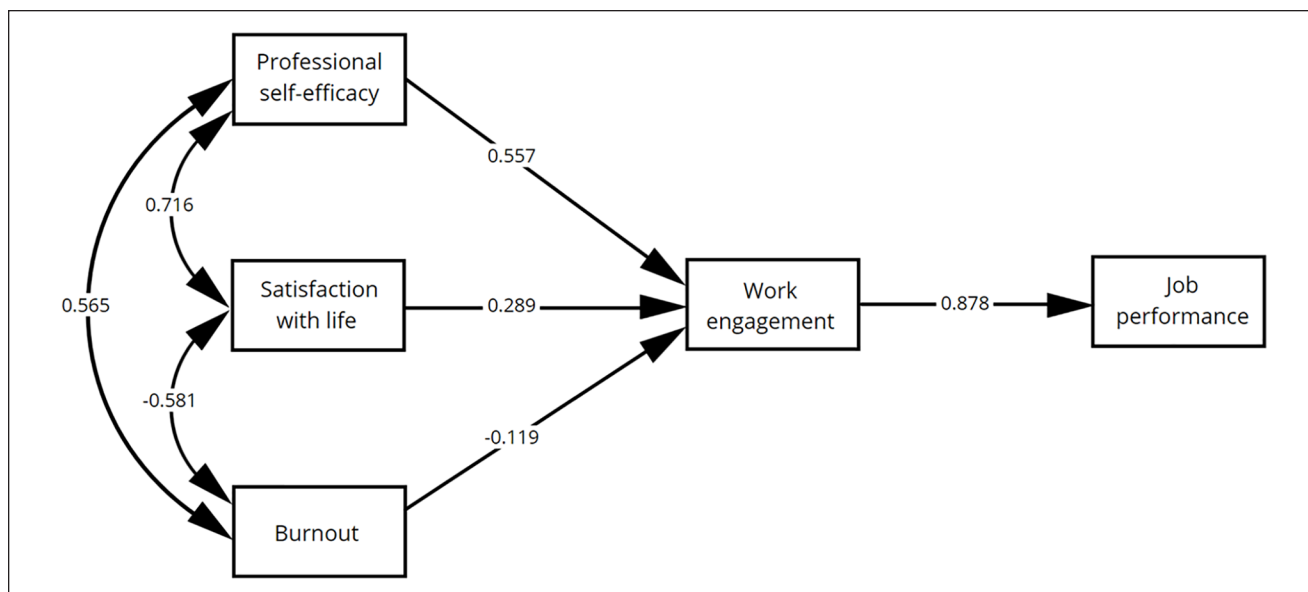 Professional
self-efficacy
0.557
0.716
Satisfaction
with life
0.289
0.565
Work
engagement
0.878
Job
performance
-0.581
-0.119
Burnout